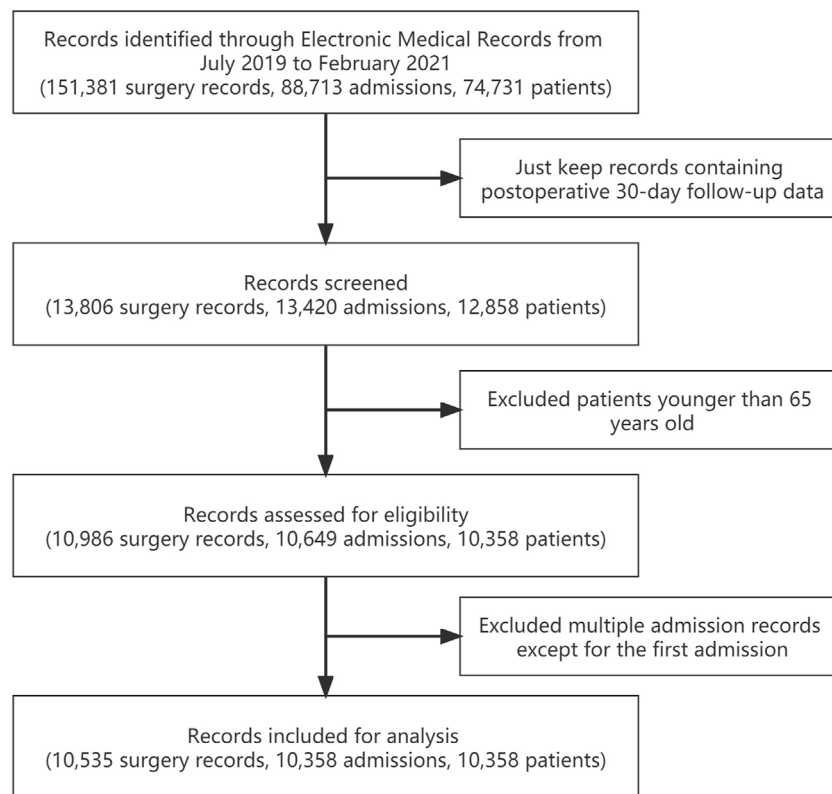 Records identified through Electronic Medical Records from
July 2019 to February 2021
(151,381 surgery records, 88,713 admissions, 74,731 patients)
Just keep records containing
postoperative 30-day follow-up data
Records screened
(13,806 surgery records, 13,420 admissions, 12,858 patients)
Excluded patients younger than 65
years old
Records assessed for eligibility
(10,986 surgery records, 10,649 admissions, 10,358 patients)
Excluded multiple admission records
except for the first admission
Records included for analysis
(10,535 surgery records, 10,358 admissions, 10,358 patients)